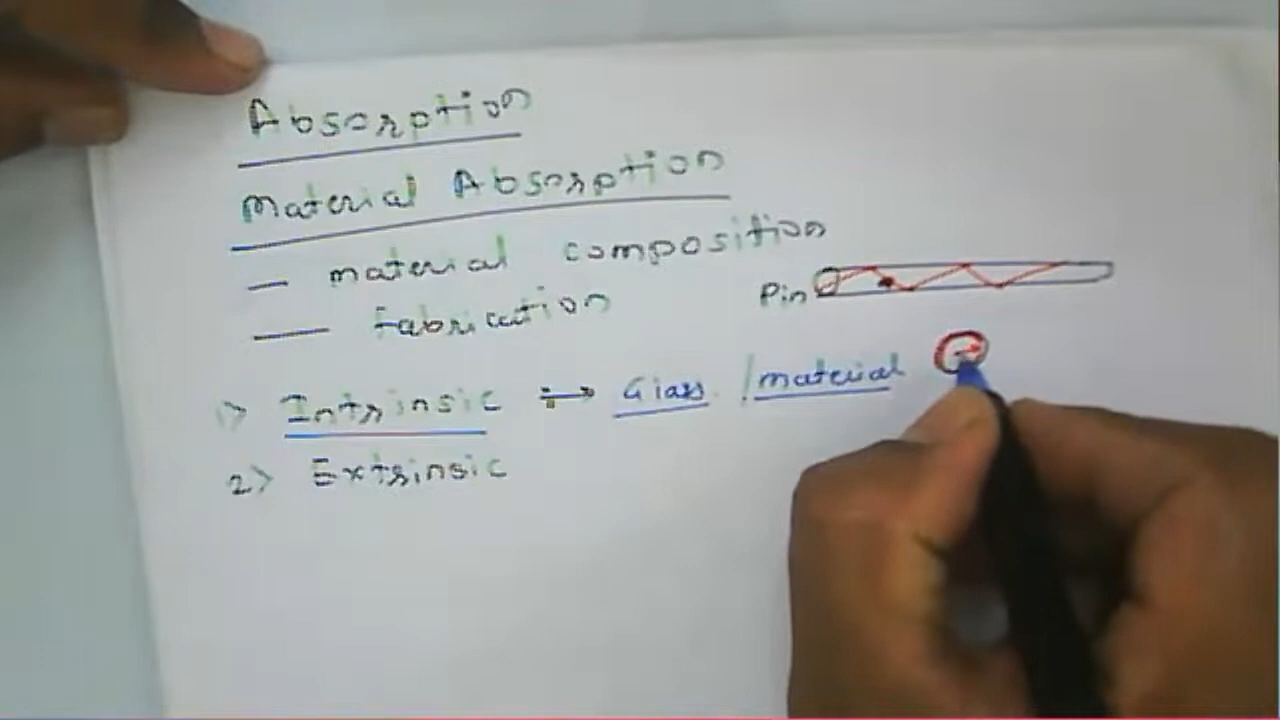 Absorption
Material Absorption
— material composition
— fabrication
Pin
1) Intrinsic :→ Glass /material
2) Extrinsic